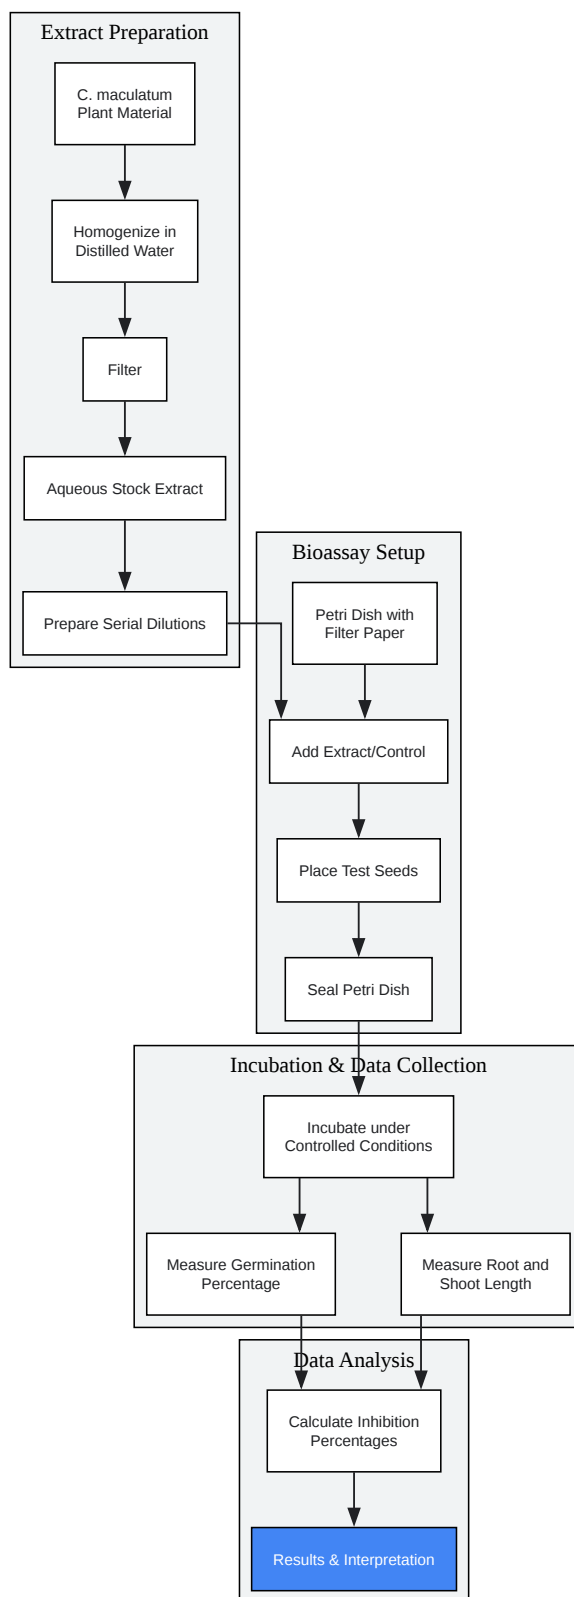 Extract Preparation
C. maculatum
Plant Material
Homogenize in
Distilled Water
Filter
Aqueous Stock Extract
Prepare Serial Dilutions
Bioassay Setup
Petri Dish with
Filter Paper
Add Extract/Control
Place Test Seeds
Seal Petri Dish
Incubation & Data Collection
Incubate under
Controlled Conditions
Measure Germination
Percentage
Measure Root and
Shoot Length
Data Analysis
Calculate Inhibition
Percentages
Results & Interpretation